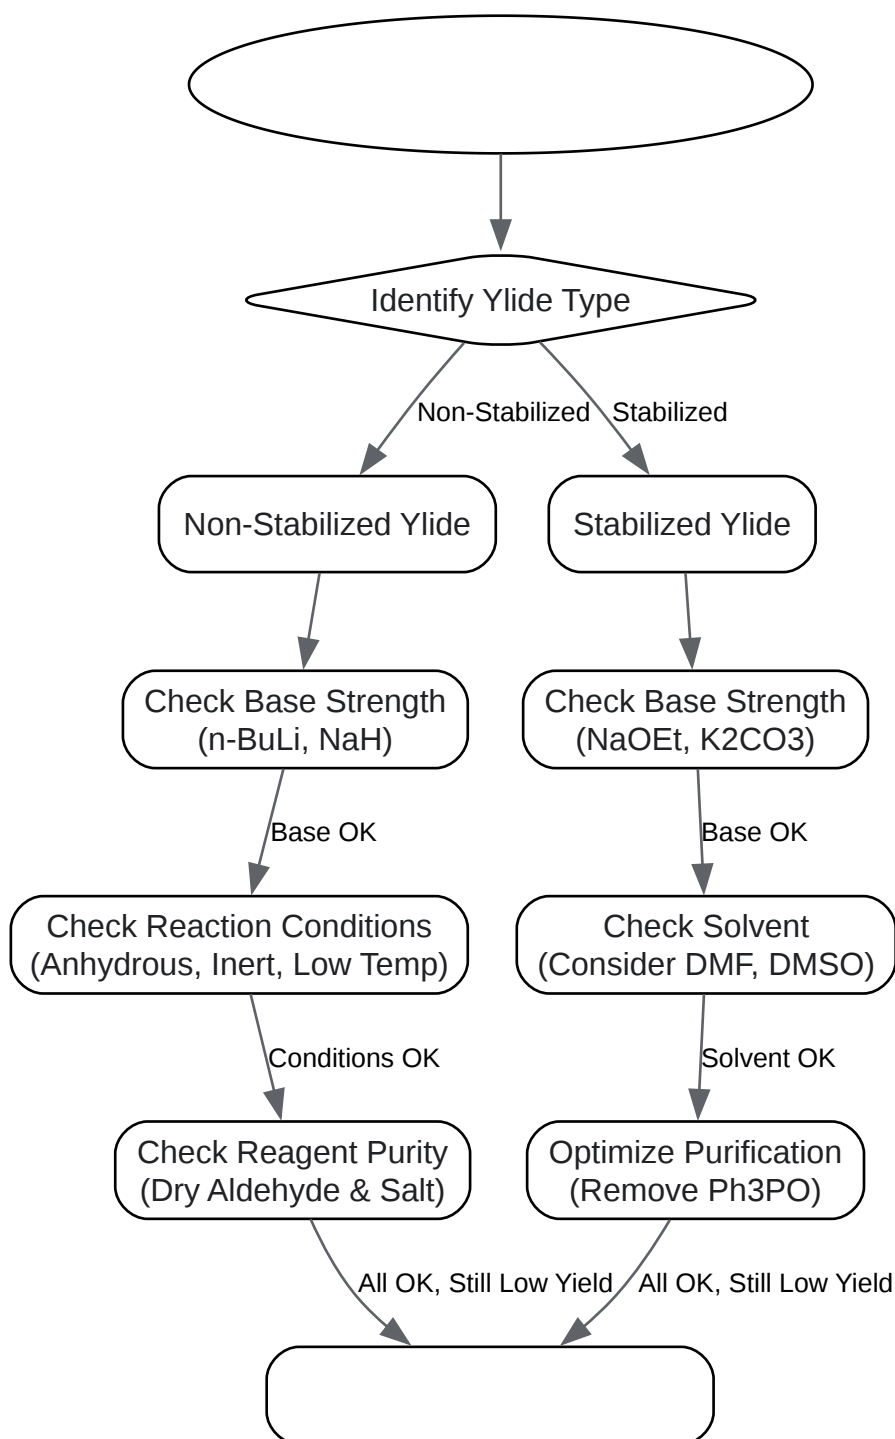 Identify Ylide Type
Non-Stabilized
Stabilized
Non-Stabilized Ylide
Stabilized Ylide
Check Base Strength
(n-BuLi, NaH)
Check Base Strength
(NaOEt, K2CO3)
Base OK
Base OK
Check Reaction Conditions
(Anhydrous, Inert, Low Temp)
Check Solvent
(Consider DMF, DMSO)
Conditions OK
Solvent OK
Check Reagent Purity
(Dry Aldehyde & Salt)
Optimize Purification
(Remove Ph3PO)
All OK, Still Low Yield
All OK, Still Low Yield